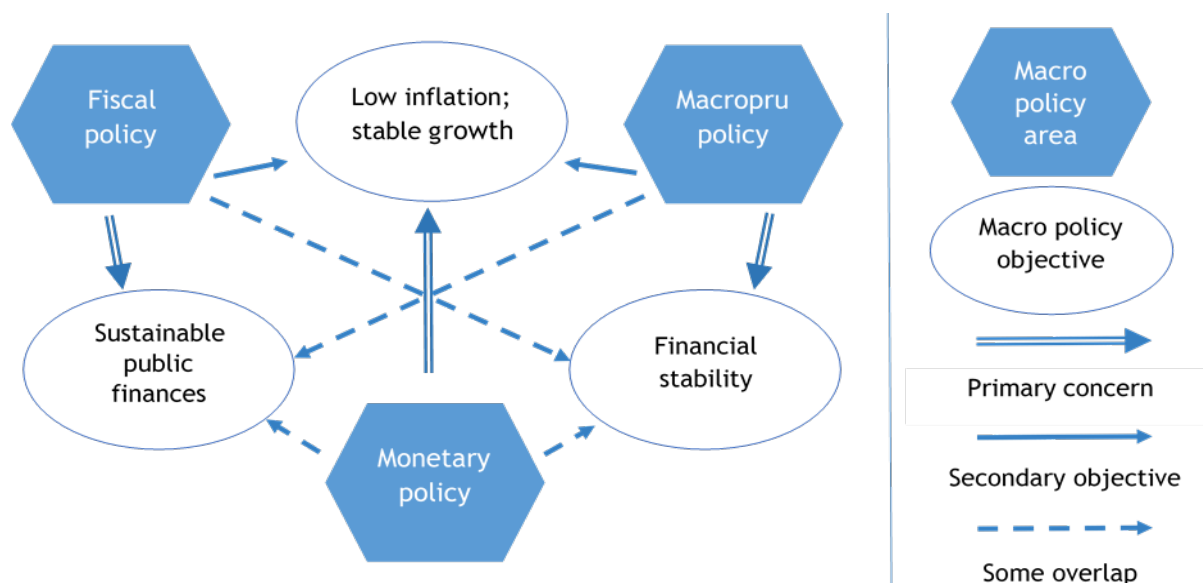 Fiscal
policy
Low inflation;
stable growth
Macropru
policy
Sustainable
public
finances
Financial
stability
Monetary
policy
Macro
policy
area
Macro policy
objective
Primary concern
Secondary objective
Some overlap